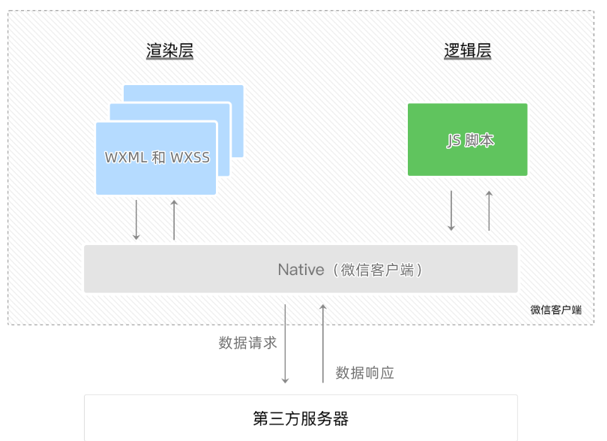 渲染层
逻辑层
WXML 和 WXSS
JS 脚本
Native（微信客户端）
微信客户端
数据请求
数据响应
第三方服务器